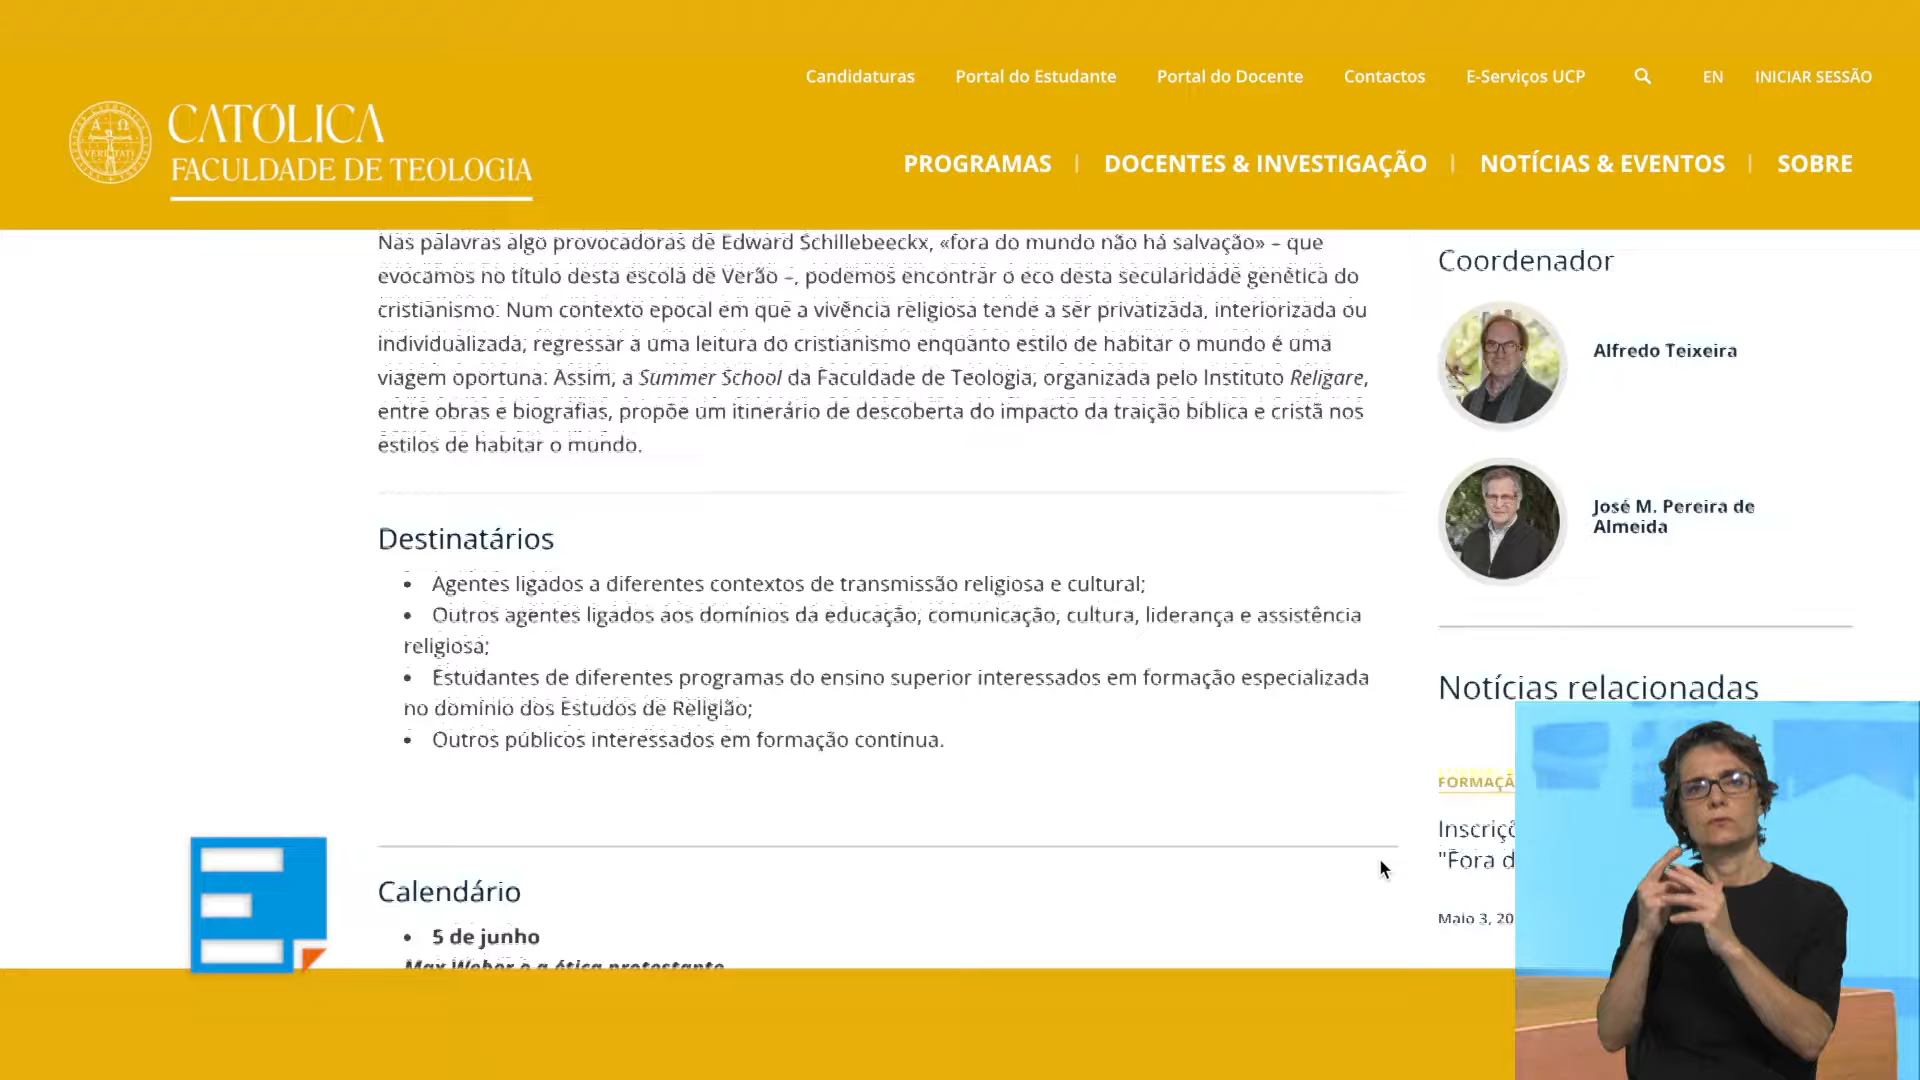 Candidaturas
Portal do Estudante
Portal do Docente
Contactos
E-Serviços UCP
EN
INICIAR SESSÃO
CATÓLICA
FACULDADE DE TEOLOGIA
PROGRAMAS
DOCENTES & INVESTIGAÇÃO
NOTÍCIAS & EVENTOS
SOBRE
Nas palavras algo provocadoras de Edward Schillebeeckx, «fora do mundo não há salvação» – que
evocamos no título desta escola de Verão –, podemos encontrar o eco desta secularidade genética do
cristianismo. Num contexto epocal em que a vivência religiosa tende a ser privatizada, interiorizada ou
individualizada, regressar a uma leitura do cristianismo enquanto estilo de habitar o mundo é uma
viagem oportuna. Assim, a Summer School da Faculdade de Teologia, organizada pelo Instituto Religare,
entre obras e biografias, propõe um itinerário de descoberta do impacto da traição bíblica e cristã nos
estilos de habitar o mundo.
Destinatários
• Agentes ligados a diferentes contextos de transmissão religiosa e cultural;
• Outros agentes ligados aos domínios da educação, comunicação, cultura, liderança e assistência
religiosa;
• Estudantes de diferentes programas do ensino superior interessados em formação especializada
no domínio dos Estudos de Religião;
• Outros públicos interessados em formação contínua.
Calendário
• 5 de junho
Max Weber e a ética protestante
Coordenador
Alfredo Teixeira
José M. Pereira de
Almeida
Notícias relacionadas
FORMAÇÃ
Inscriçõ
"Fora d
Maio 3, 20